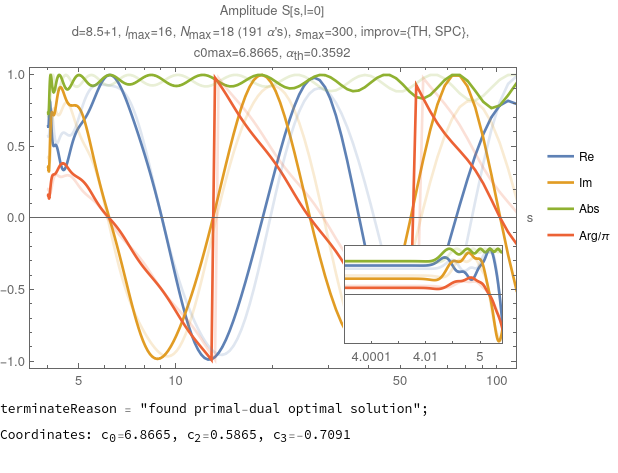 Amplitude S[s,l=0]
d=8.5+1, lmax=16, Nmax=18 (191 α's), smax=300, improv={TH, SPC},
c0max=6.8665, αth=0.3592
1.0
0.5
0.0
−0.5
−1.0
5
10
50
100
s
Re
Im
Abs
Arg/π
4.0001
4.01
5
terminateReason = "found primal-dual optimal solution";
Coordinates: c0=6.8665, c2=0.5865, c3=-0.7091